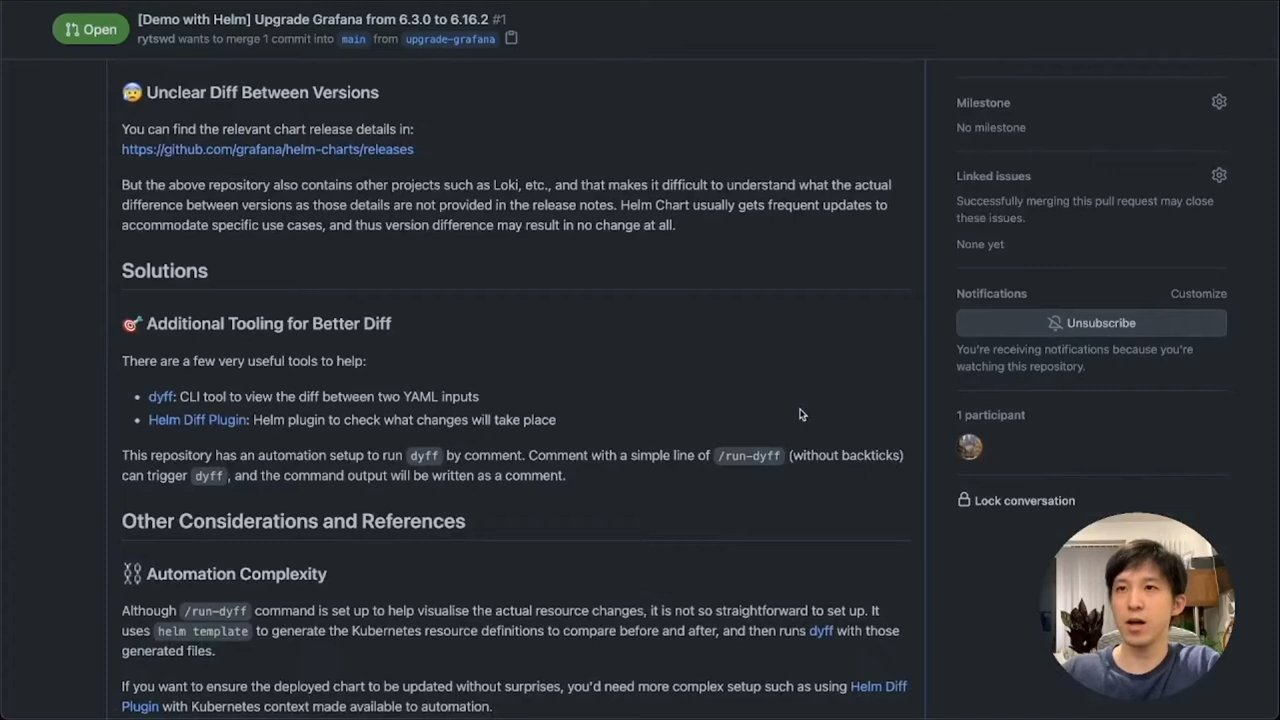 Open
[Demo with Helm] Upgrade Grafana from 6.3.0 to 6.16.2 #1
rytswd wants to merge 1 commit into main from upgrade-grafana
😰 Unclear Diff Between Versions
You can find the relevant chart release details in:
https://github.com/grafana/helm-charts/releases
But the above repository also contains other projects such as Loki, etc., and that makes it difficult to understand what the actual
difference between versions as those details are not provided in the release notes. Helm Chart usually gets frequent updates to
accommodate specific use cases, and thus version difference may result in no change at all.
Solutions
🎯 Additional Tooling for Better Diff
There are a few very useful tools to help:
• dyff: CLI tool to view the diff between two YAML inputs
• Helm Diff Plugin: Helm plugin to check what changes will take place
This repository has an automation setup to run dyff by comment. Comment with a simple line of /run-dyff (without backticks)
can trigger dyff, and the command output will be written as a comment.
Other Considerations and References
⛓ Automation Complexity
Although /run-dyff command is set up to help visualise the actual resource changes, it is not so straightforward to set up. It
uses helm template to generate the Kubernetes resource definitions to compare before and after, and then runs dyff with those
generated files.
If you want to ensure the deployed chart to be updated without surprises, you'd need more complex setup such as using Helm Diff
Plugin with Kubernetes context made available to automation.
Milestone
No milestone
Linked issues
Successfully merging this pull request may close
these issues.
None yet
Notifications
Customize
Unsubscribe
You're receiving notifications because you're
watching this repository.
1 participant
Lock conversation